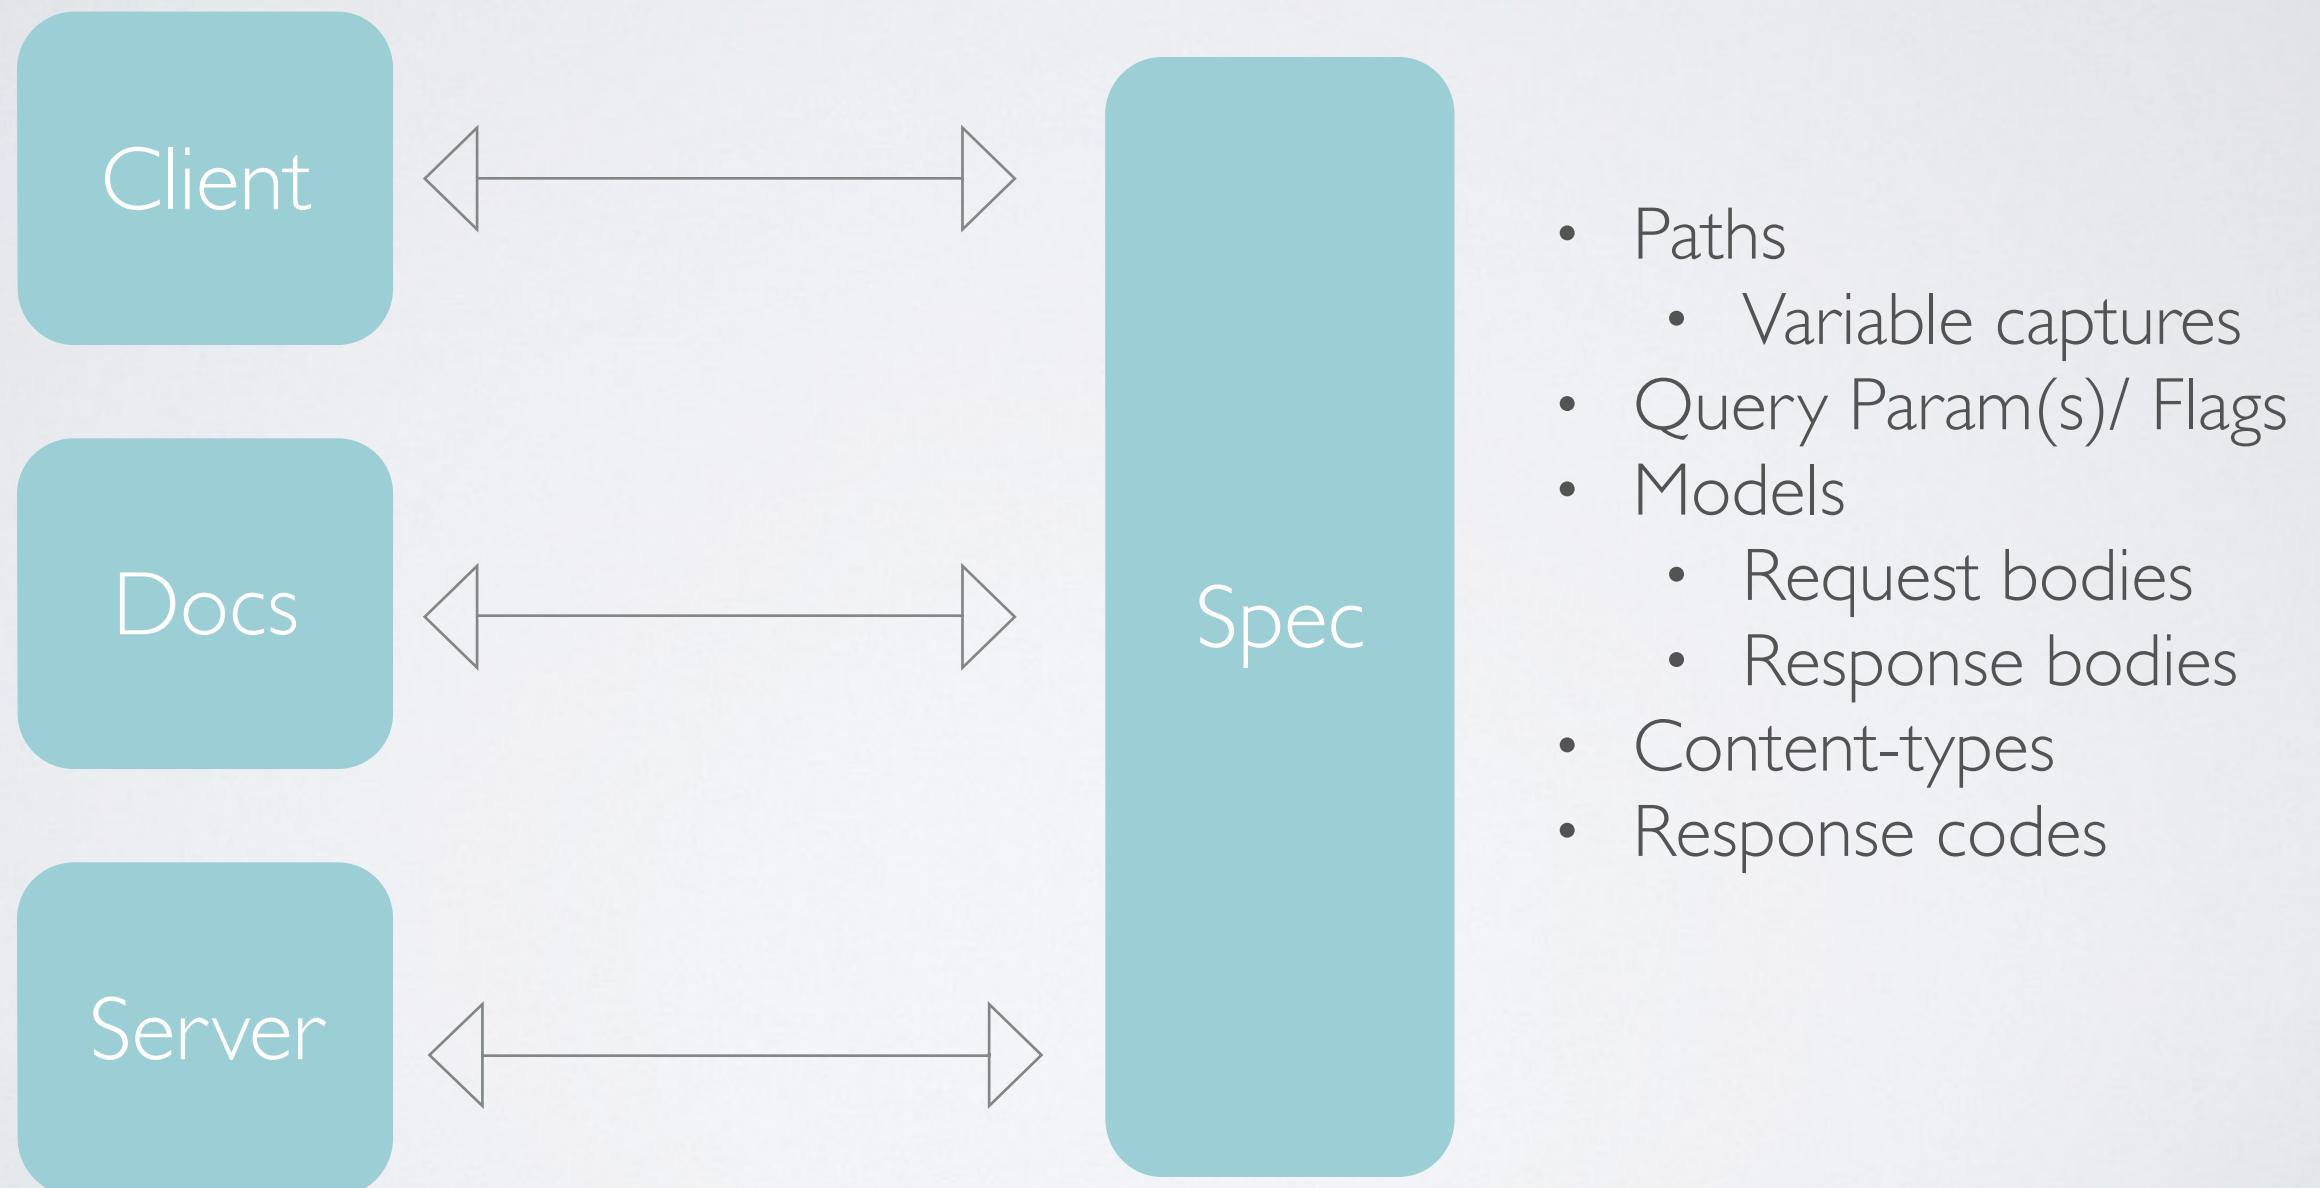 Client
Docs
Server
Spec
• Paths
• Variable captures
• Query Param(s)/ Flags
• Models
• Request bodies
• Response bodies
• Content-types
• Response codes